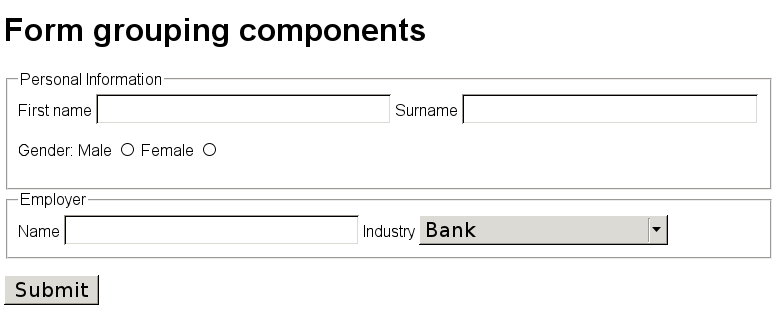 Form grouping components
Personal Information
First name Surname
Gender: Male Female
Employer
Name Industry Bank
Submit